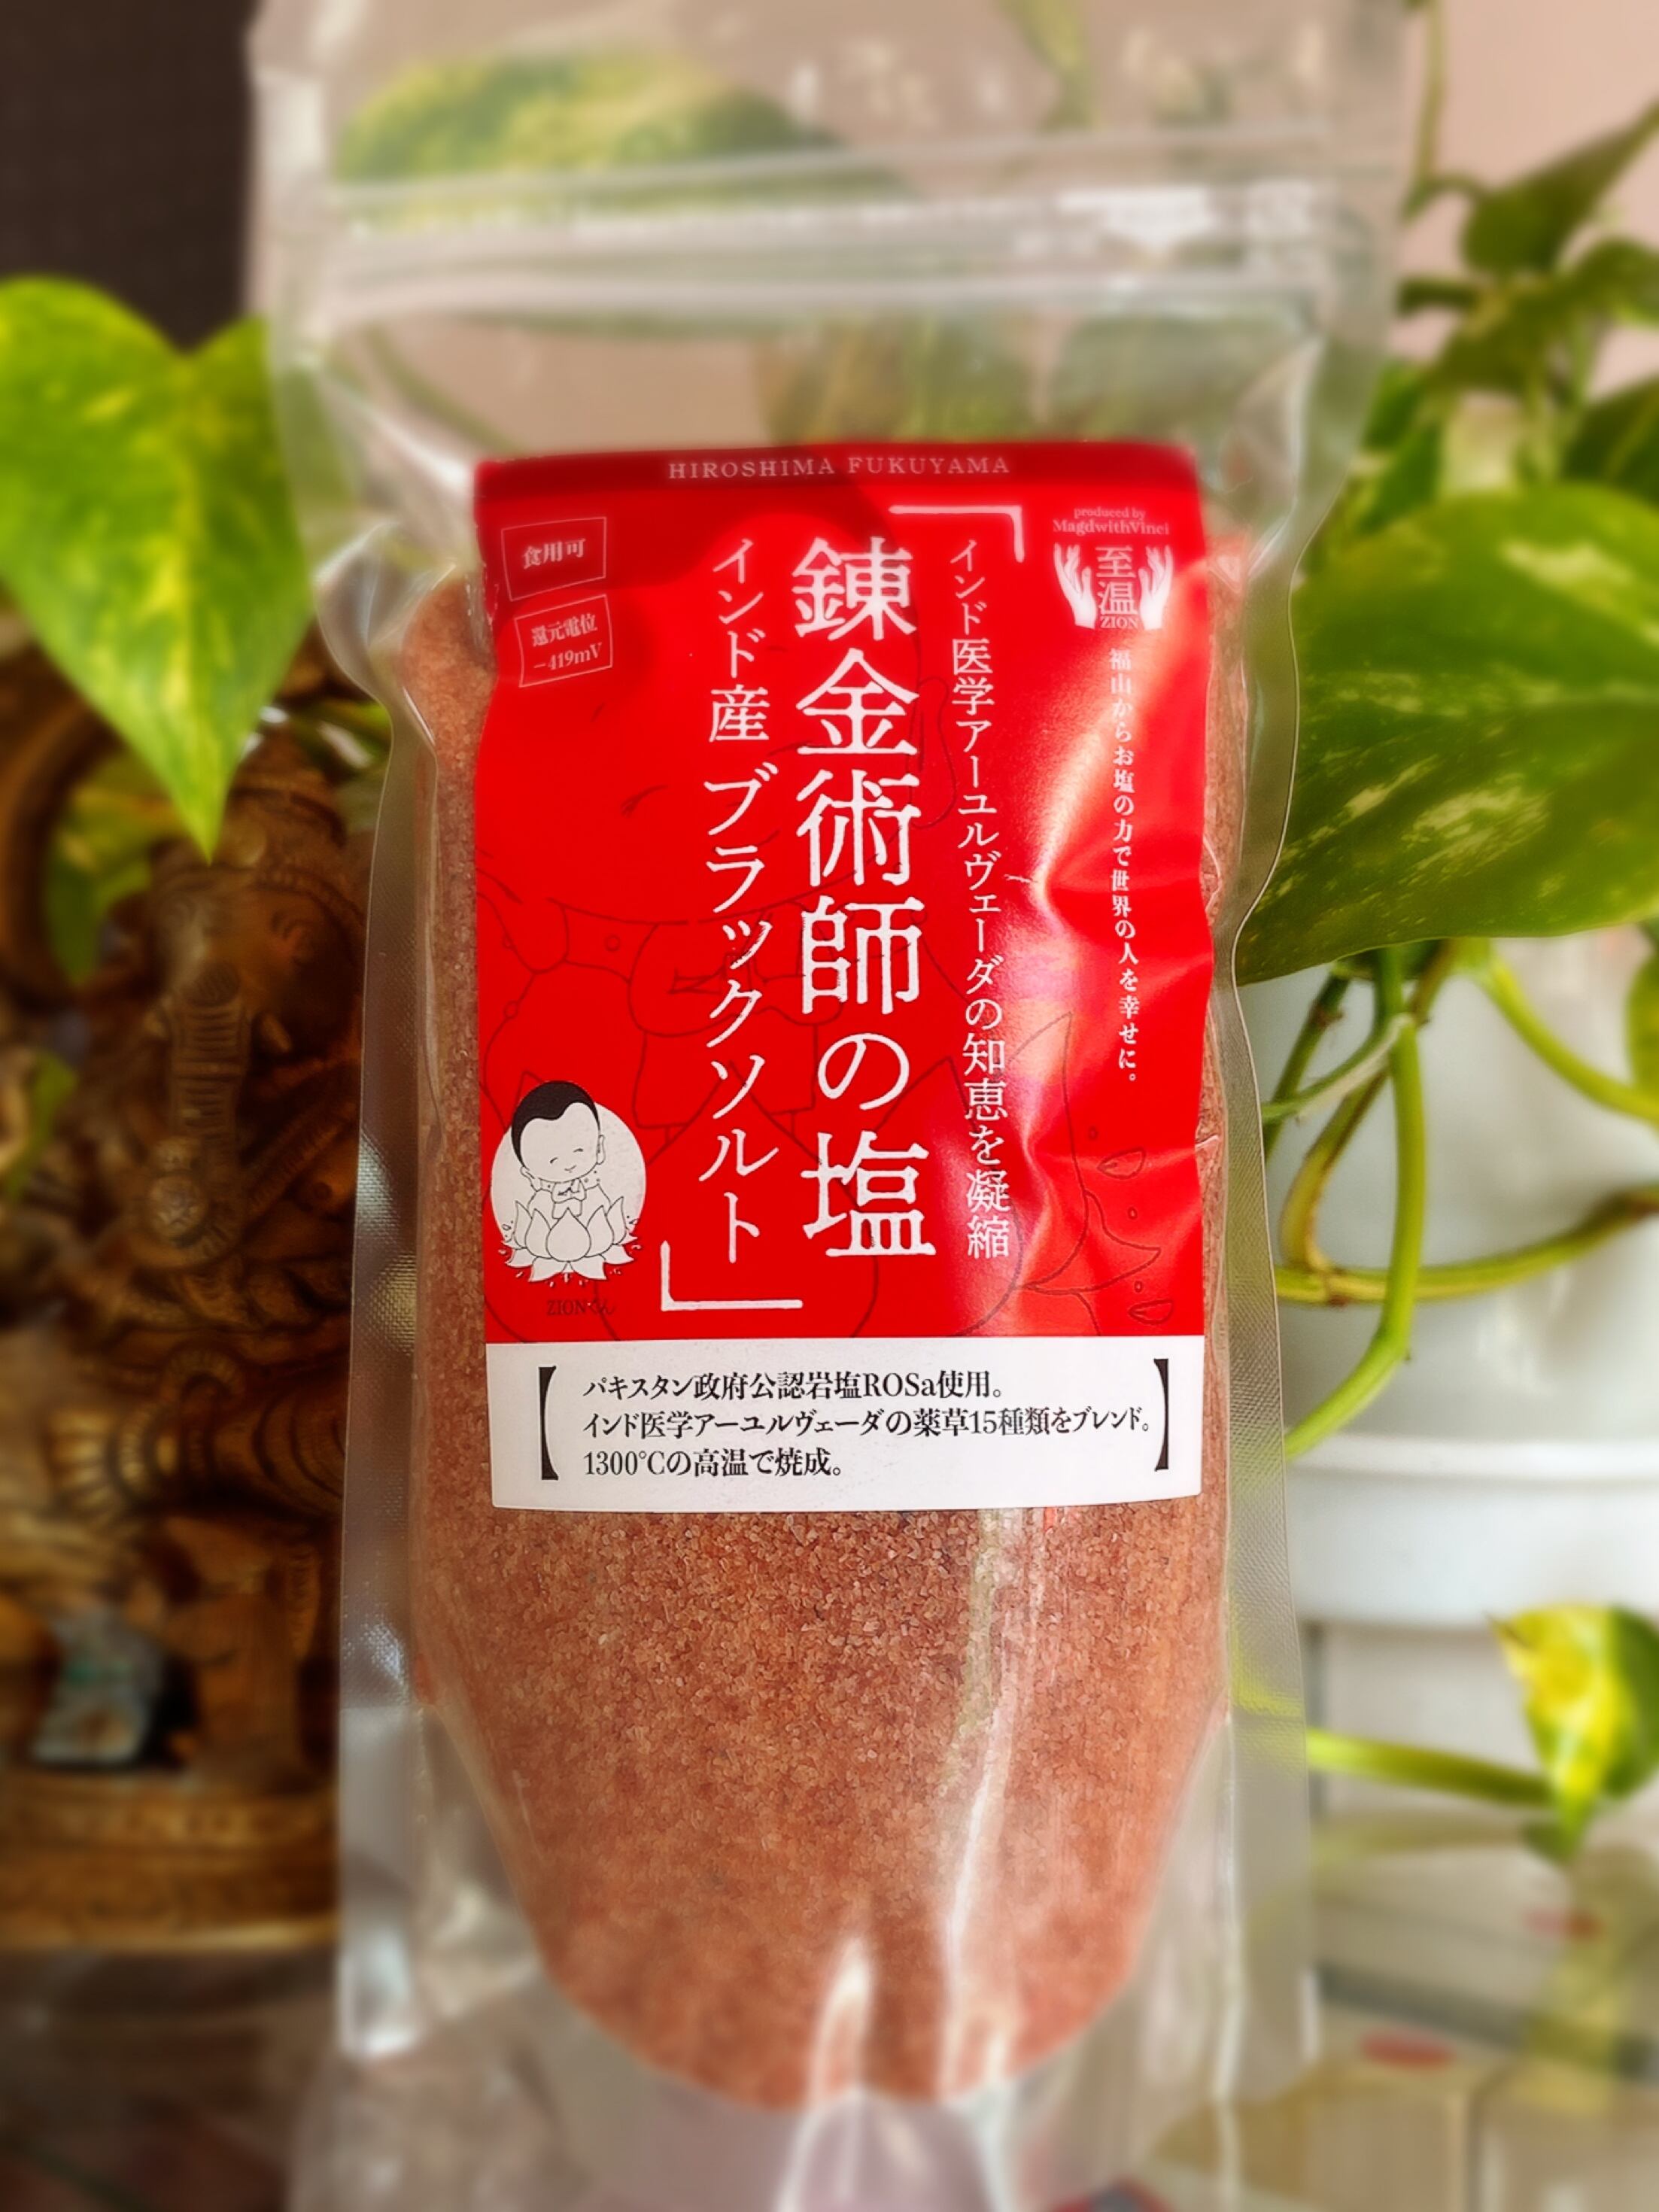 HIROSHIMA FUKUYAMA
produced by
MagdwithVinci
至温
ZION
福山からお塩の力で世界の人を幸せに。
インド医学アーユルヴェーダの知恵を凝縮
錬金術師の塩
インド産 ブラックソルト
食用可
還元電位
−419mV
ZIONくん
パキスタン政府公認岩塩ROSa使用。
インド医学アーユルヴェーダの薬草15種類をブレンド。
1300℃の高温で焼成。